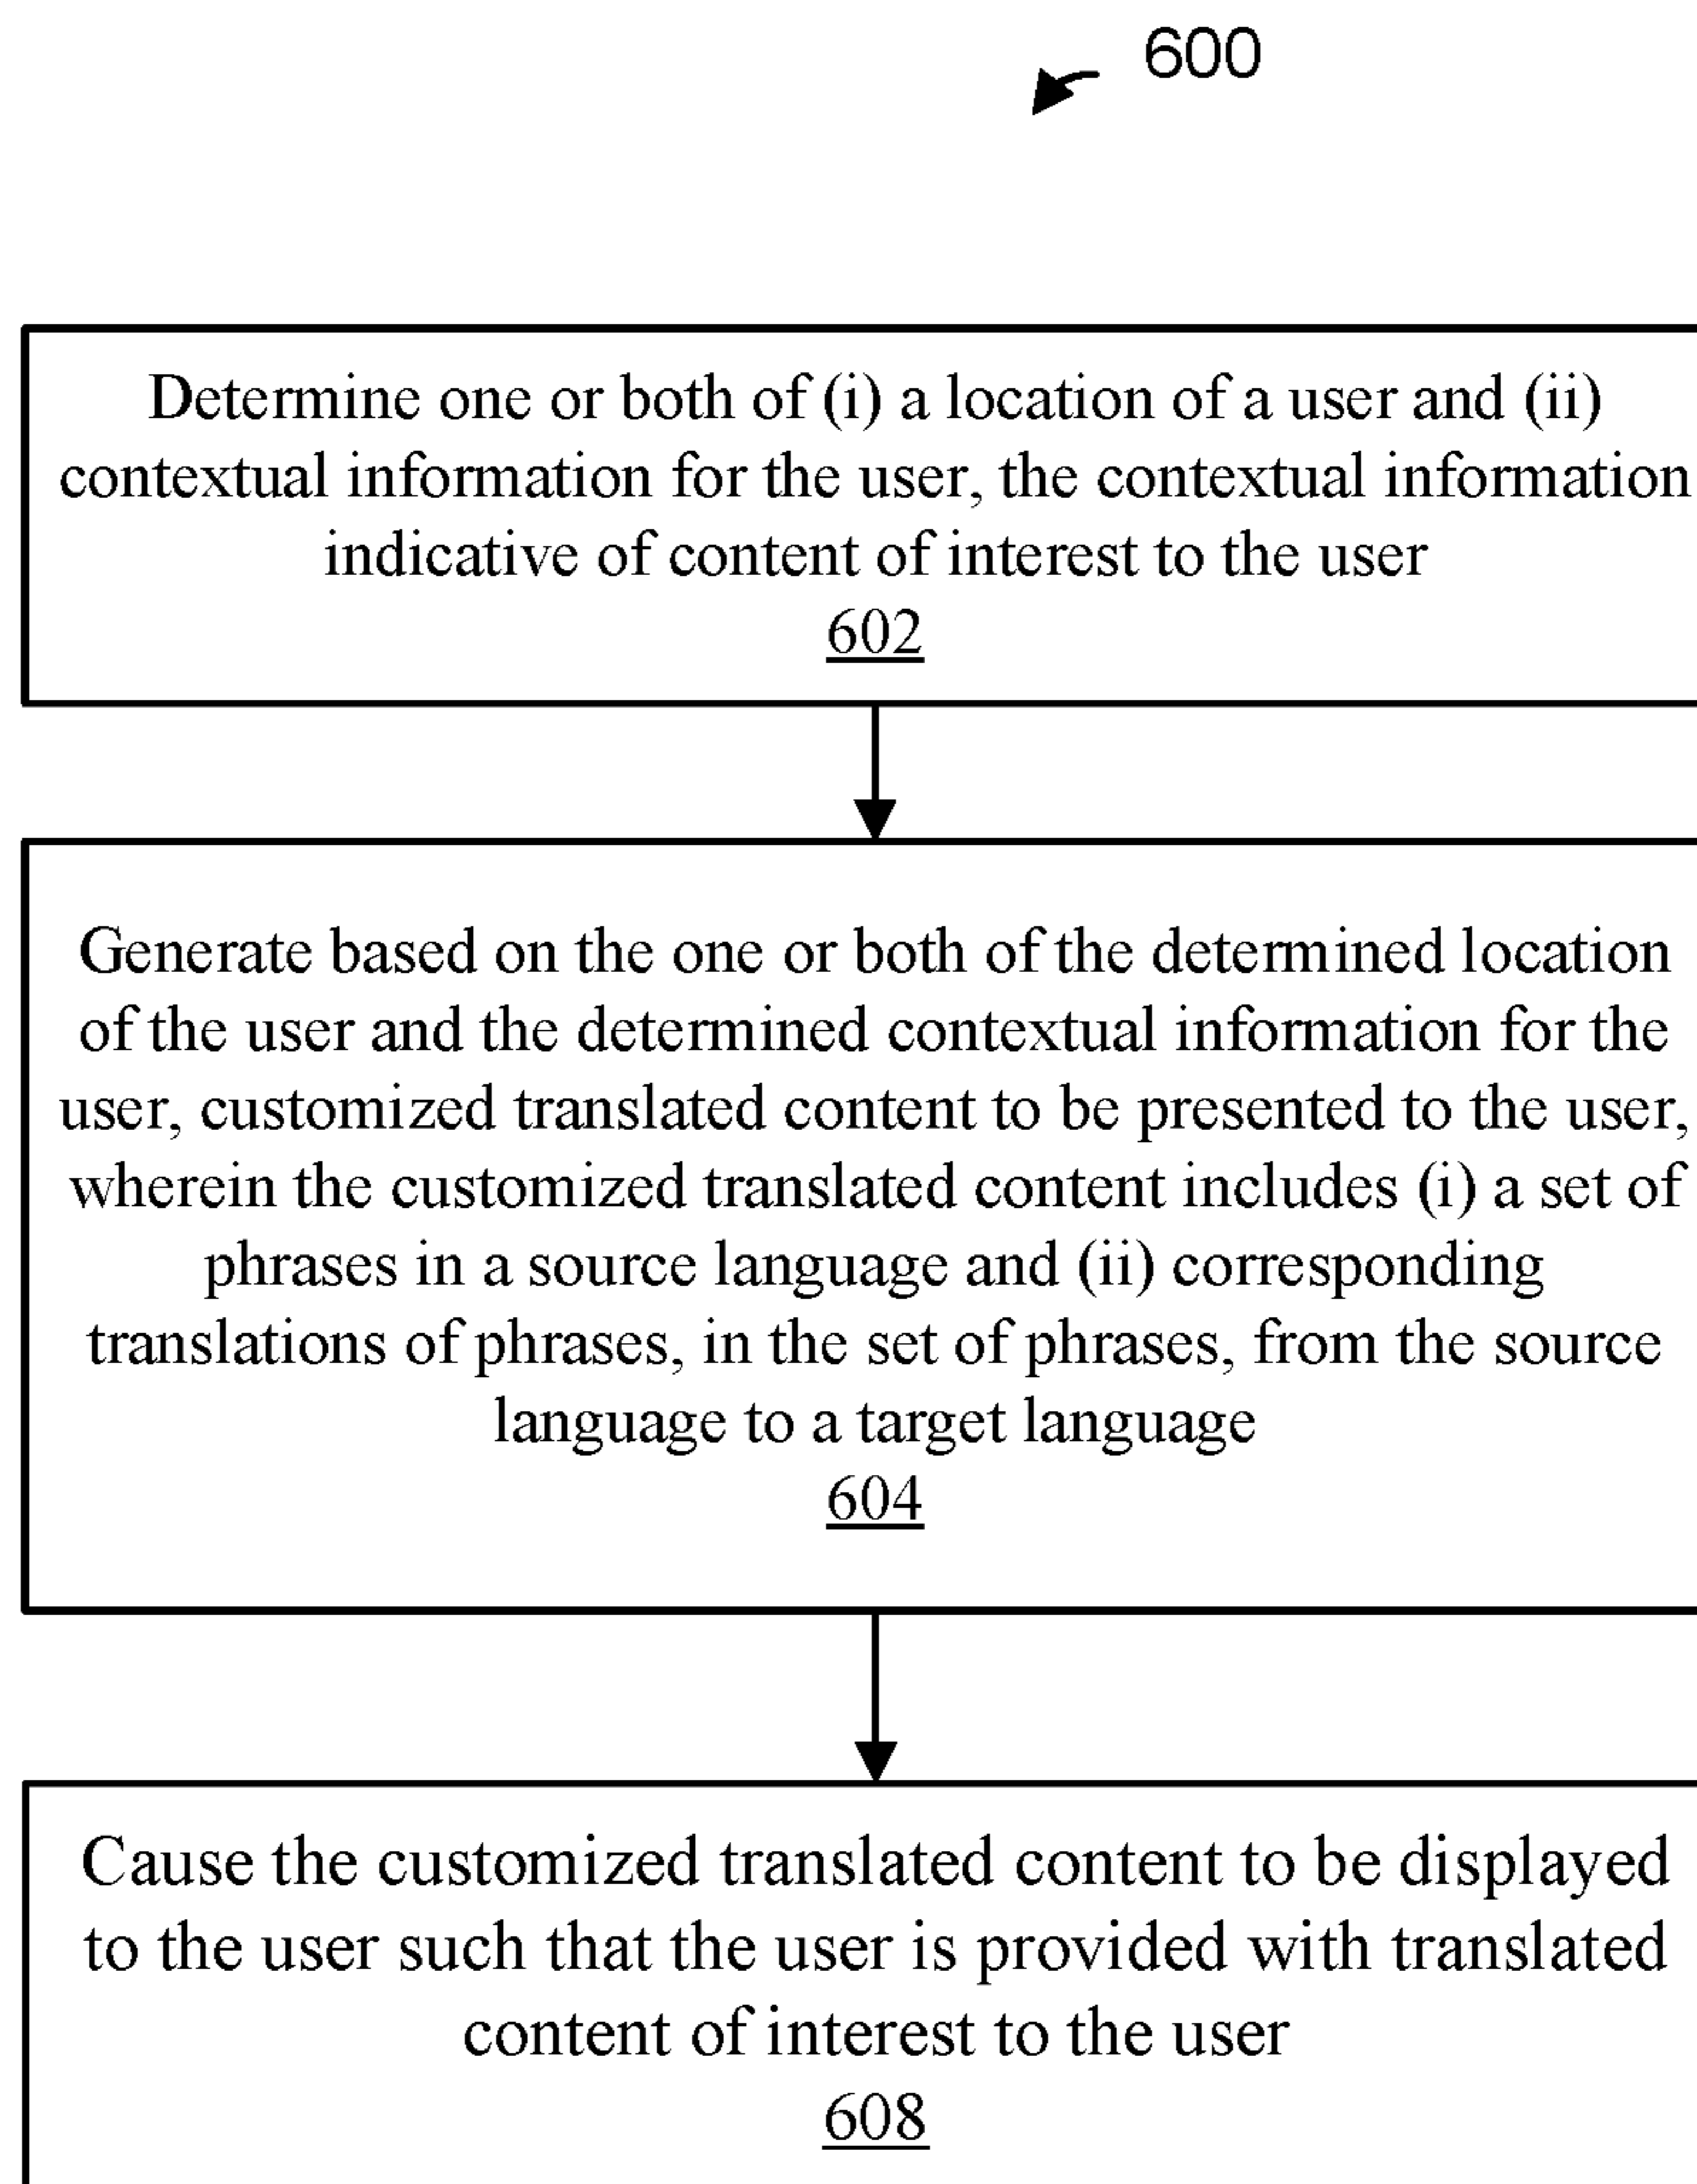 600
Determine one or both of (i) a location of a user and (ii)
contextual information for the user, the contextual information
indicative of content of interest to the user
602
Generate based on the one or both of the determined location
of the user and the determined contextual information for the
user, customized translated content to be presented to the user,
wherein the customized translated content includes (i) a set of
phrases in a source language and (ii) corresponding
translations of phrases, in the set of phrases, from the source
language to a target language
604
Cause the customized translated content to be displayed
to the user such that the user is provided with translated
content of interest to the user
608